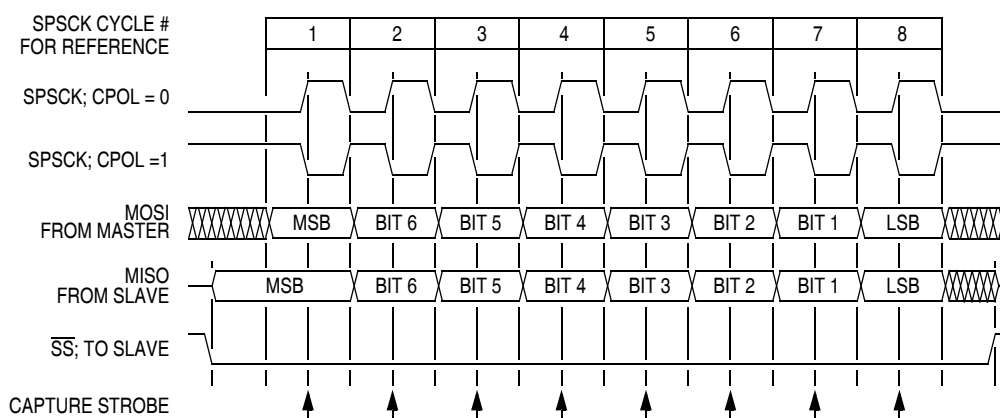 SPSCK CYCLE #
FOR REFERENCE
1 2 3 4 5 6 7 8
SPSCK; CPOL = 0
SPSCK; CPOL =1
MOSI
FROM MASTER
MSB BIT 6 BIT 5 BIT 4 BIT 3 BIT 2 BIT 1 LSB
MISO
FROM SLAVE
MSB BIT 6 BIT 5 BIT 4 BIT 3 BIT 2 BIT 1 LSB
S̅S̅; TO SLAVE
CAPTURE STROBE